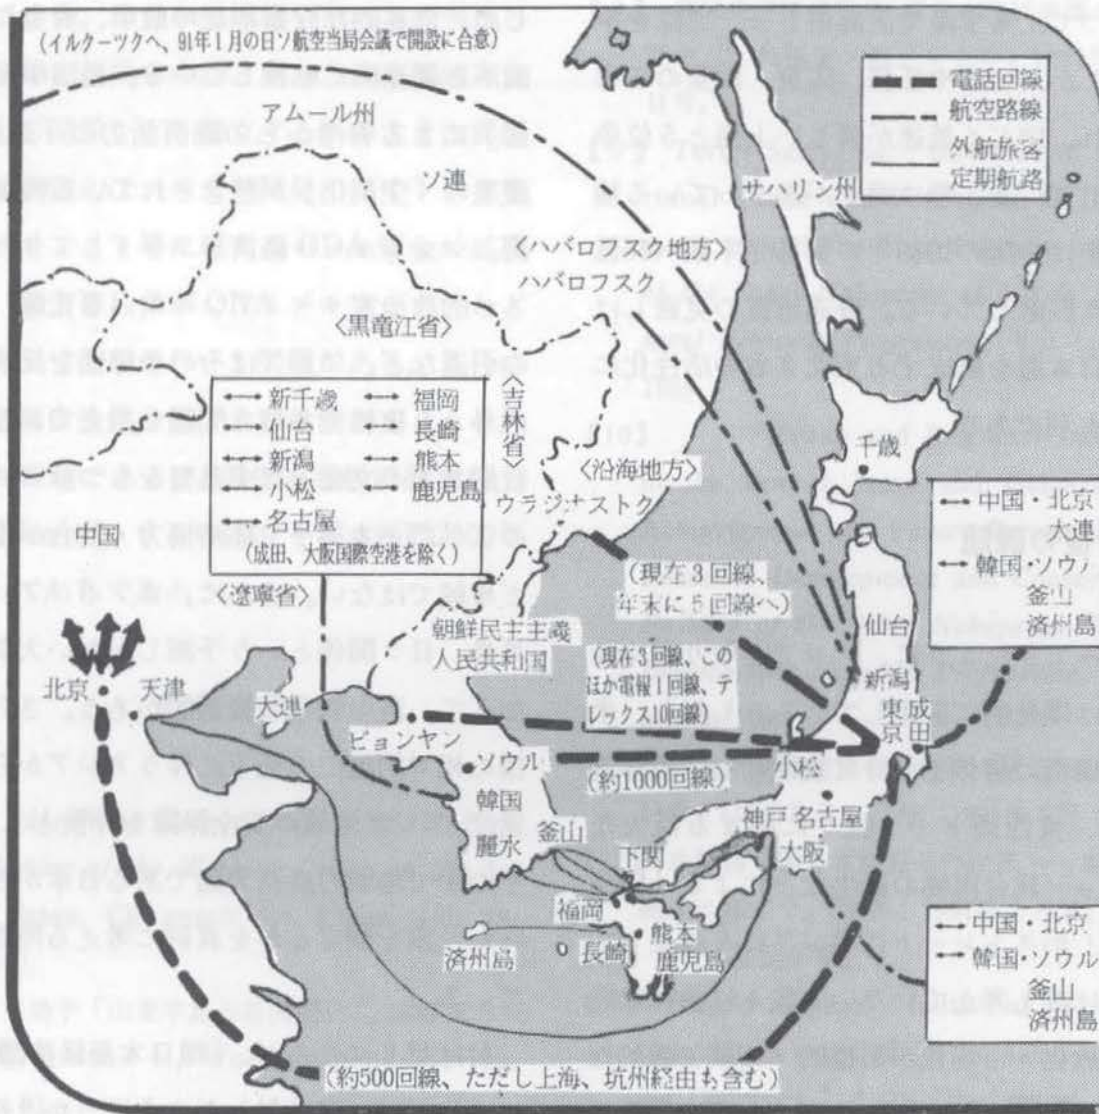 (イルクーツクへ、91年1月の日ソ航空当局会議で開設に合意)
電話回線
航空路線
外航旅客
定期航路
アムール州
ソ連
サハリン州
〈ハバロフスク地方〉
ハバロフスク
〈黒竜江省〉
〈吉林省〉
↔新千歳
↔仙台
↔新潟
↔小松
↔名古屋
↔福岡
↔長崎
↔熊本
↔鹿児島
(成田、大阪国際空港を除く)
〈沿海地方〉
ウラジオストク
千歳
中国
↔中国・北京
大連
↔韓国・ソウル
釜山
済州島
〈遼寧省〉
(現在3回線、
年末に5回線へ)
仙台
朝鮮民主主義
人民共和国
(現在3回線、この
ほか電報1回線、テ
レックス10回線)
北京
天津
大連
新潟
東京
成田
ピョンヤン
ソウル
(約1000回線)
小松
韓国
釜山
麗水
下関
神戸
名古屋
大阪
福岡
熊本
長崎
鹿児島
済州島
↔中国・北京
↔韓国・ソウル
釜山
済州島
(約500回線、ただし上海、坑州経由も含む)